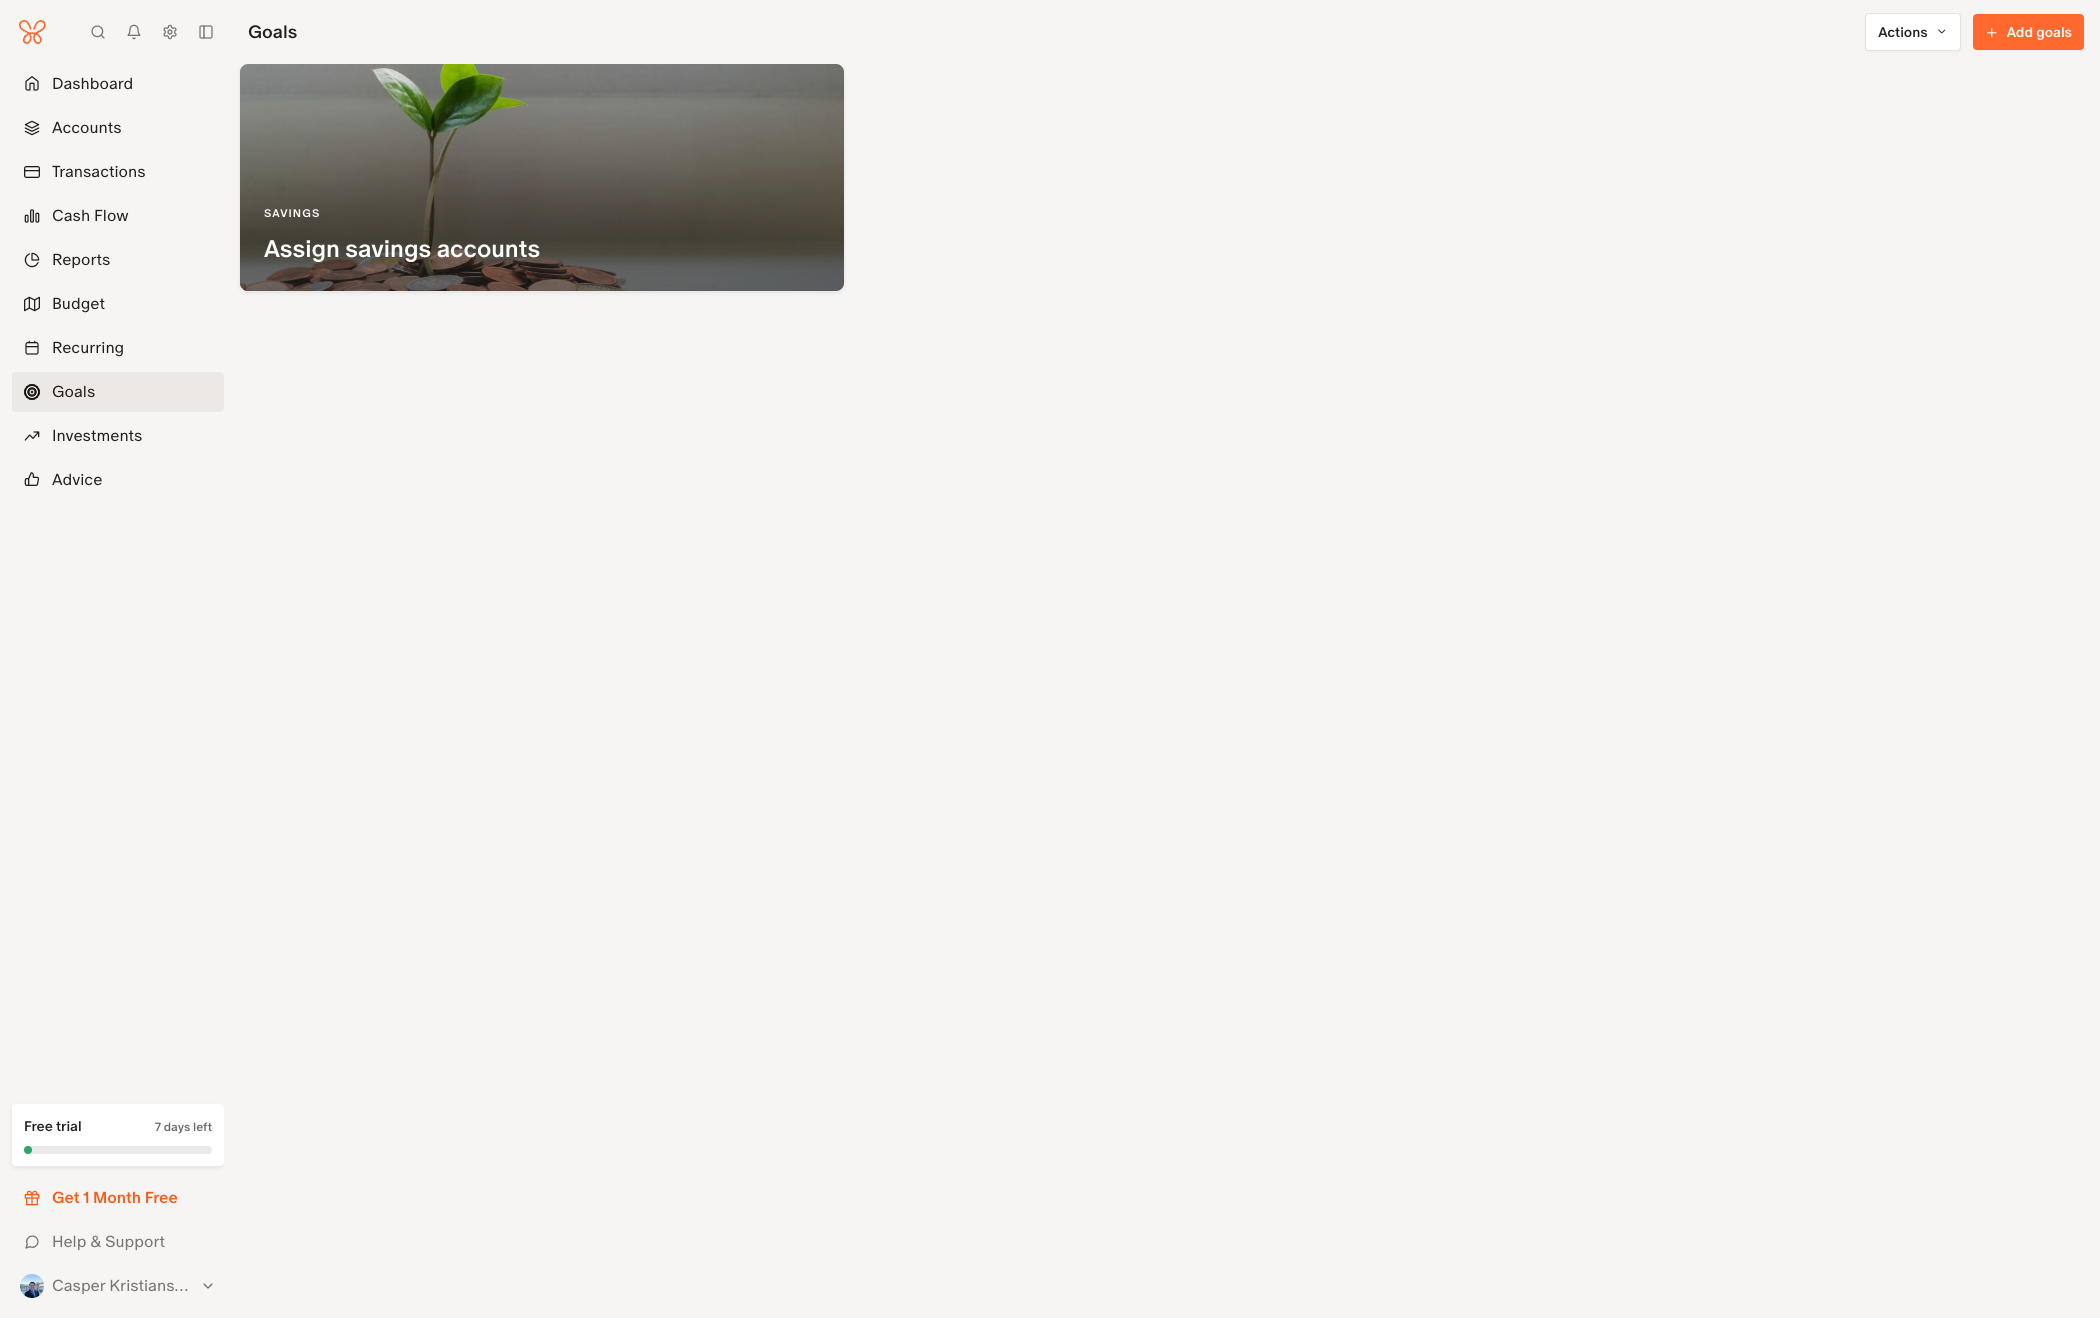 Goals
Actions
Add goals
Dashboard
Accounts
Transactions
Cash Flow
Reports
Budget
Recurring
Goals
Investments
Advice
SAVINGS
Assign savings accounts
Free trial
7 days left
Get 1 Month Free
Help & Support
Casper Kristians...